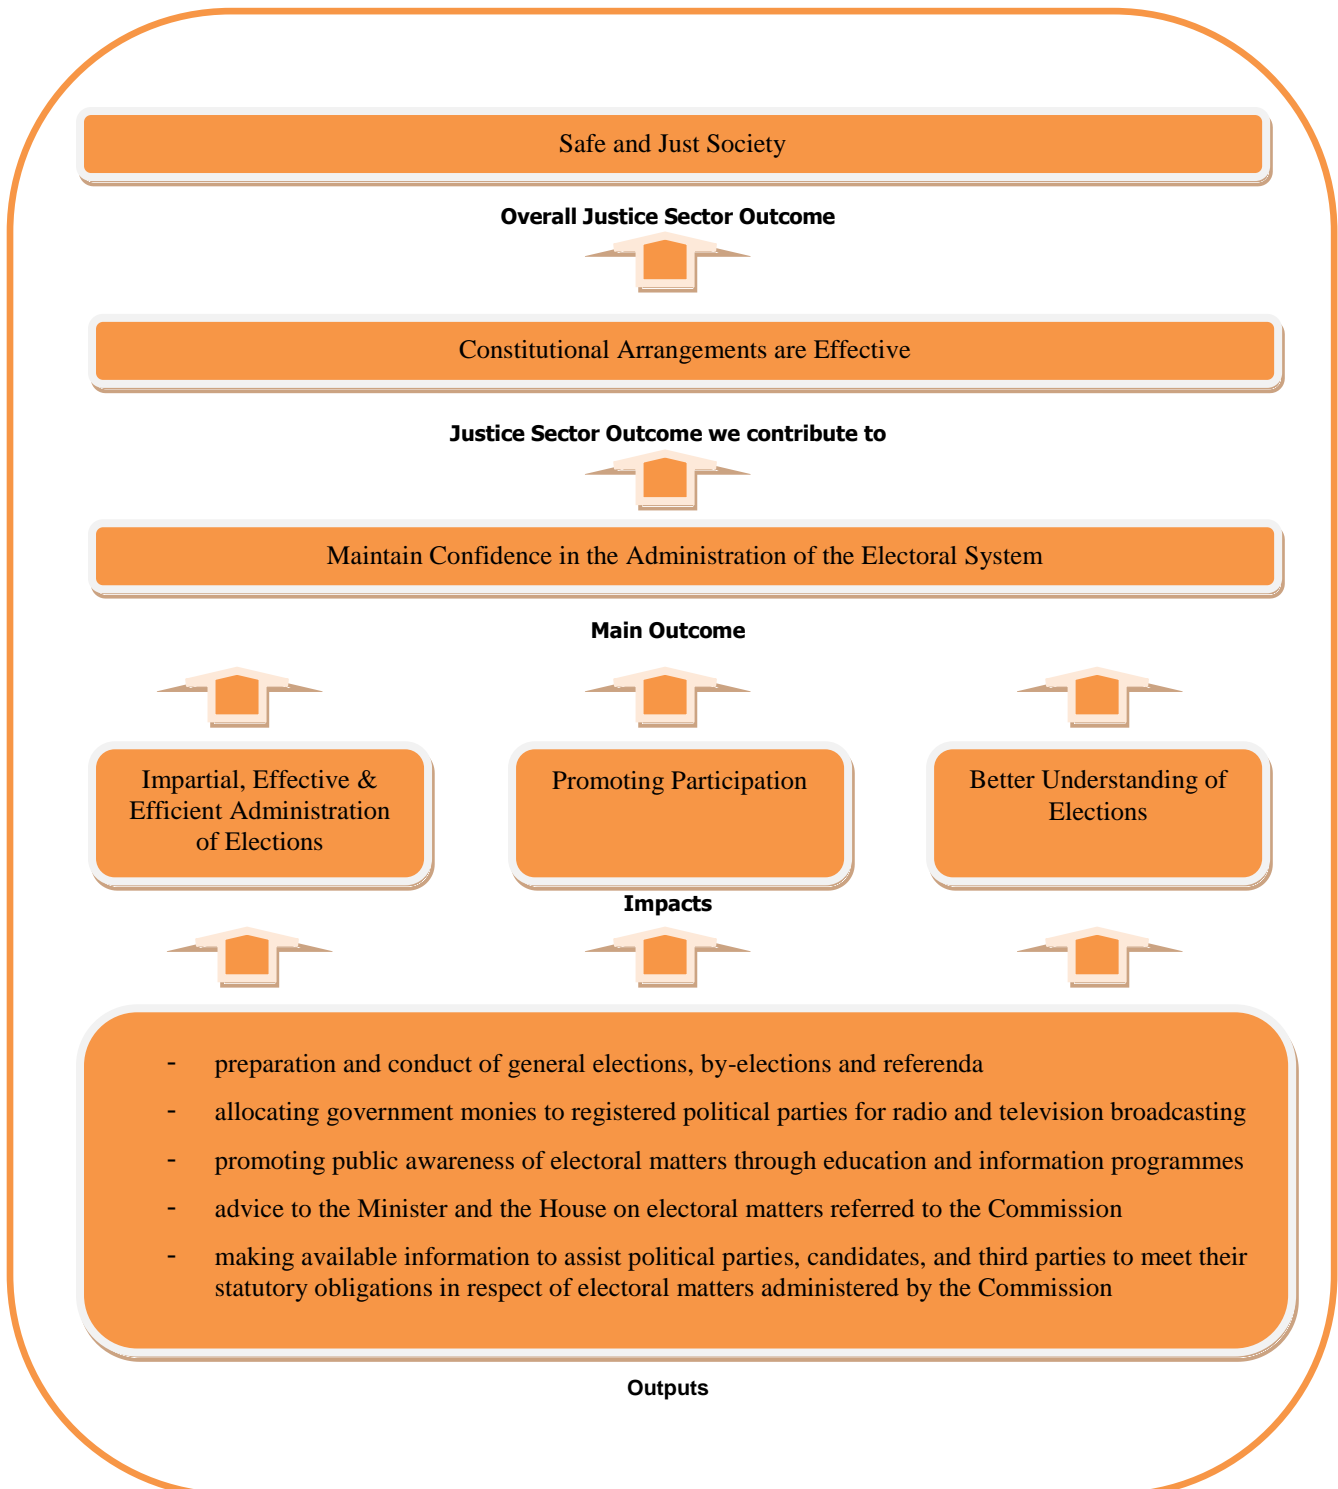 Safe and Just Society
Overall Justice Sector Outcome
Constitutional Arrangements are Effective
Justice Sector Outcome we contribute to
Maintain Confidence in the Administration of the Electoral System
Main Outcome
Impartial, Effective &
Efficient Administration
of Elections
Promoting Participation
Better Understanding of
Elections
Impacts
- preparation and conduct of general elections, by-elections and referenda
- allocating government monies to registered political parties for radio and television broadcasting
- promoting public awareness of electoral matters through education and information programmes
- advice to the Minister and the House on electoral matters referred to the Commission
- making available information to assist political parties, candidates, and third parties to meet their
statutory obligations in respect of electoral matters administered by the Commission
Outputs